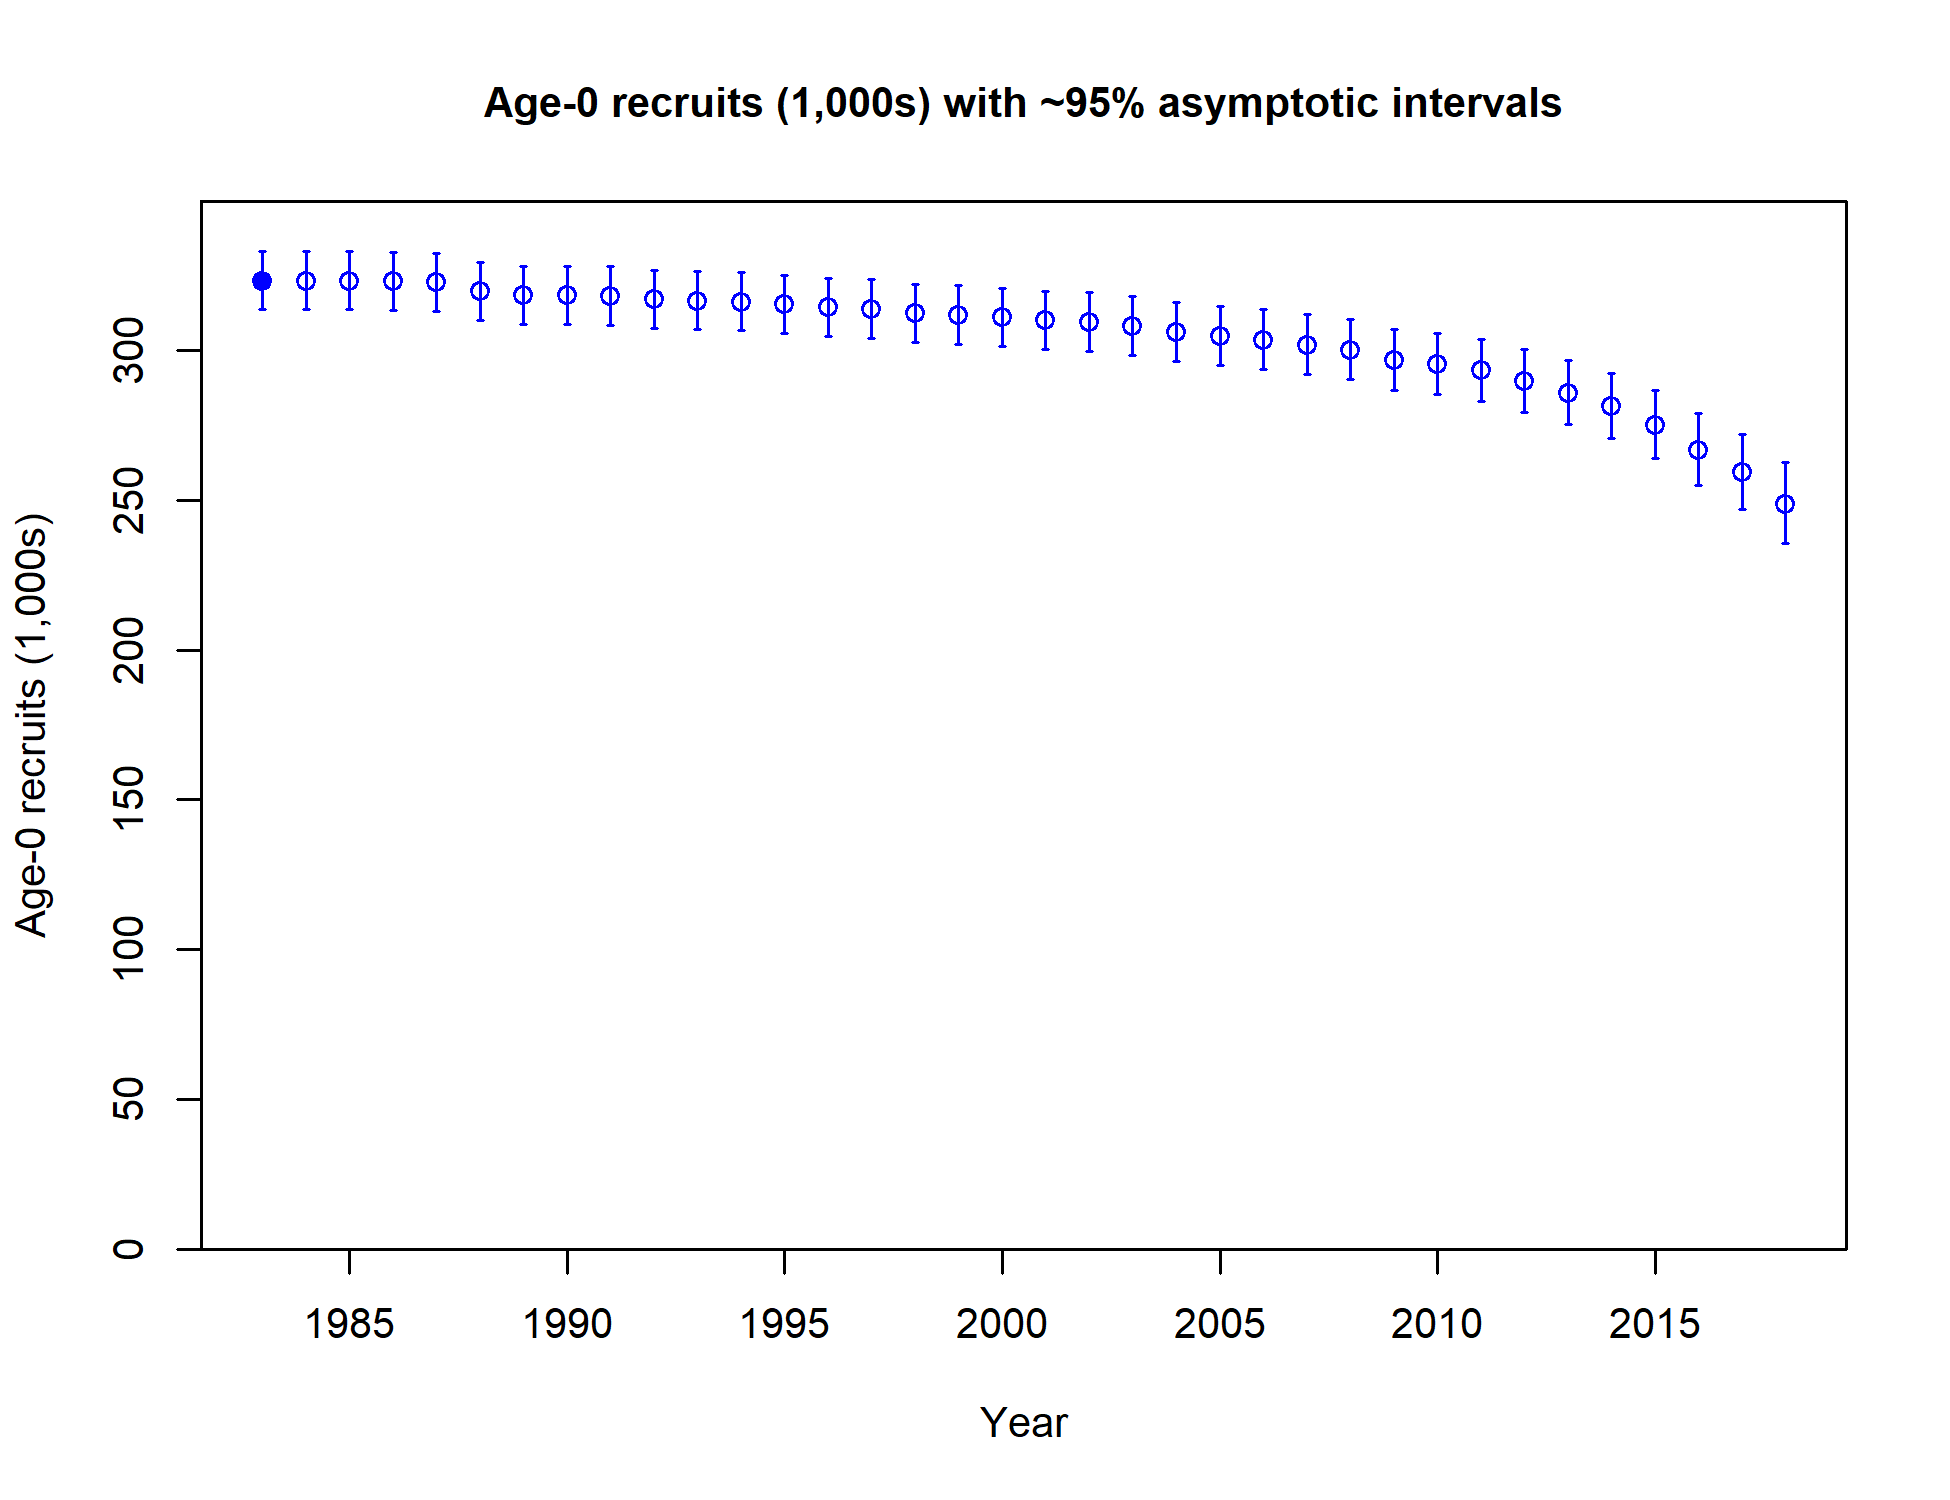 Age-0 recruits (1,000s) with ~95% asymptotic intervals
Age-0 recruits (1,000s)
300
250
200
150
100
50
0
1985 1990 1995 2000 2005 2010 2015
Year